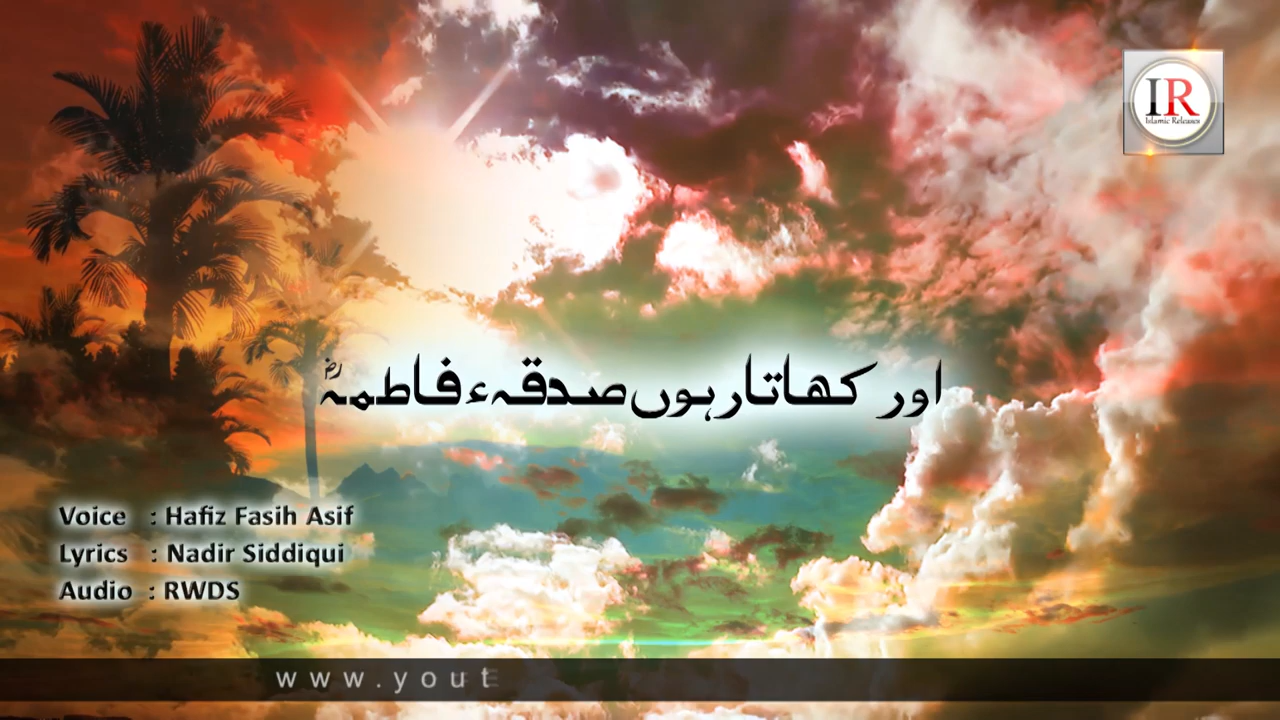 IR
Islamic Releases
اور کھاتا رہوں صدقہء فاطمہؓ
Voice : Hafiz Fasih Asif
Lyrics : Nadir Siddiqui
Audio : RWDS
www.yout